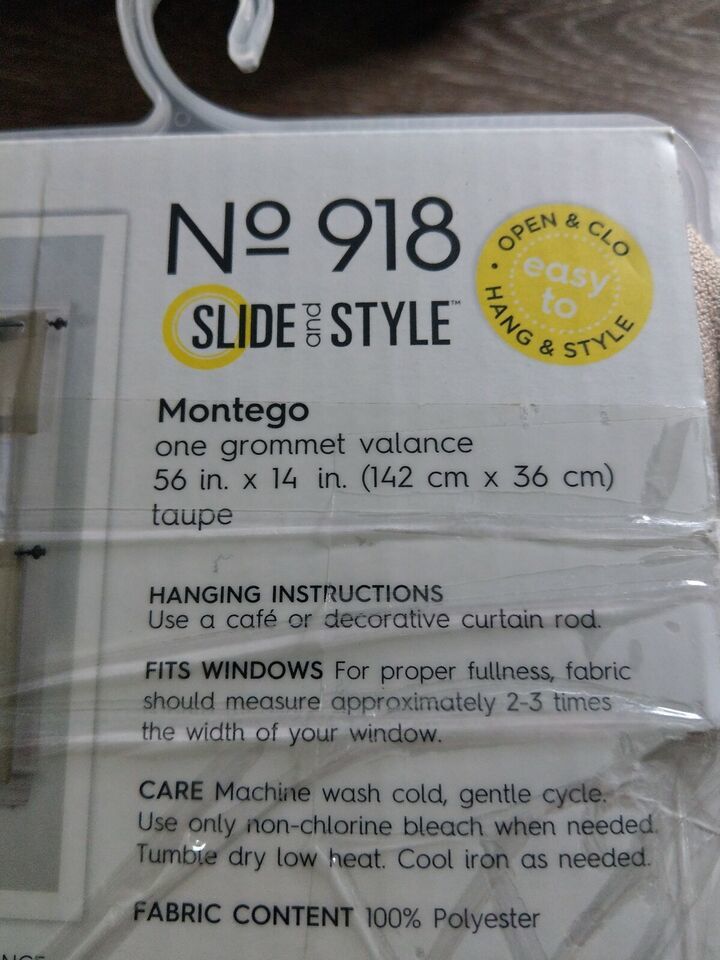 Nº 918
SLIDE and STYLE™
OPEN & CLO
easy
to
HANG & STYLE
Montego
one grommet valance
56 in. x 14 in. (142 cm x 36 cm)
taupe
HANGING INSTRUCTIONS
Use a café or decorative curtain rod.
FITS WINDOWS For proper fullness, fabric
should measure approximately 2-3 times
the width of your window.
CARE Machine wash cold, gentle cycle.
Use only non-chlorine bleach when needed.
Tumble dry low heat. Cool iron as needed.
FABRIC CONTENT 100% Polyester